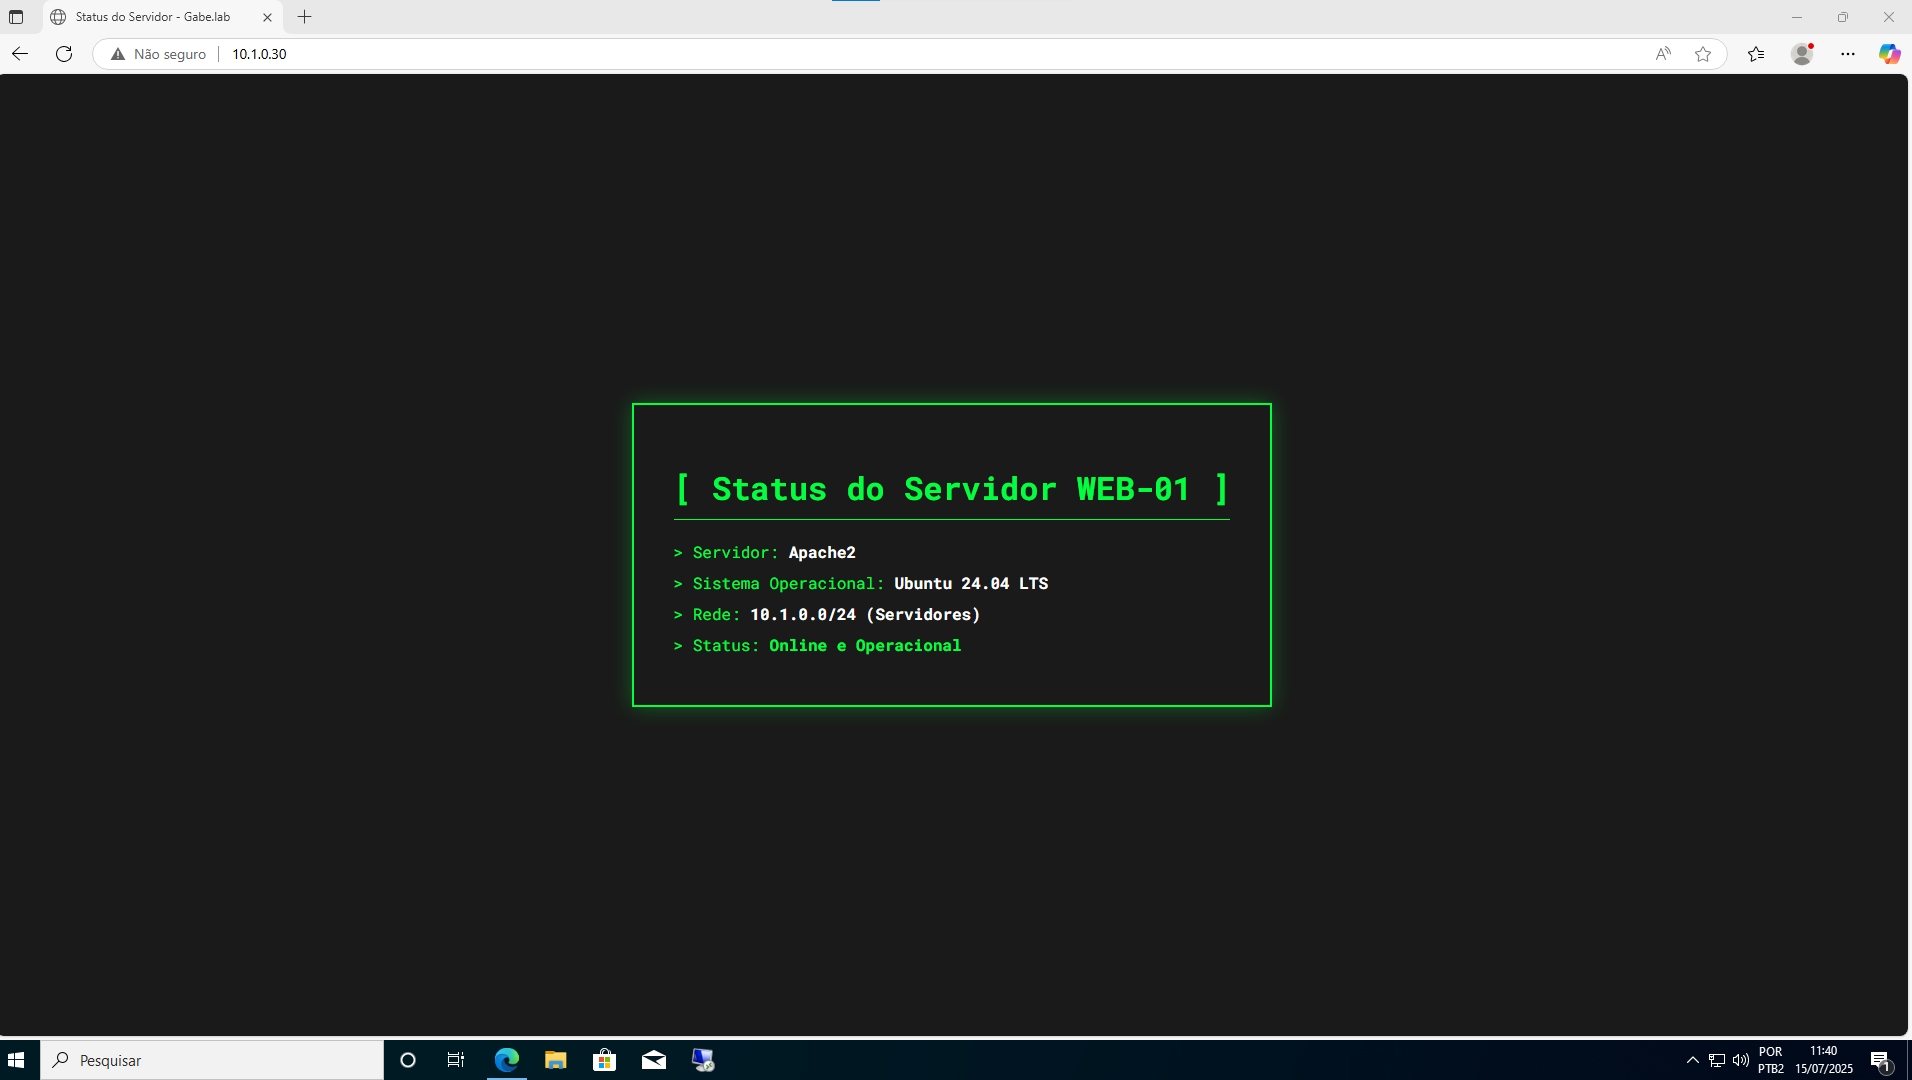 Status do Servidor - Gabe.lab
Não seguro
10.1.0.30
[ Status do Servidor WEB-01 ]
> Servidor: Apache2
> Sistema Operacional: Ubuntu 24.04 LTS
> Rede: 10.1.0.0/24 (Servidores)
> Status: Online e Operacional
Pesquisar
POR
PTB2
11:40
15/07/2025
1